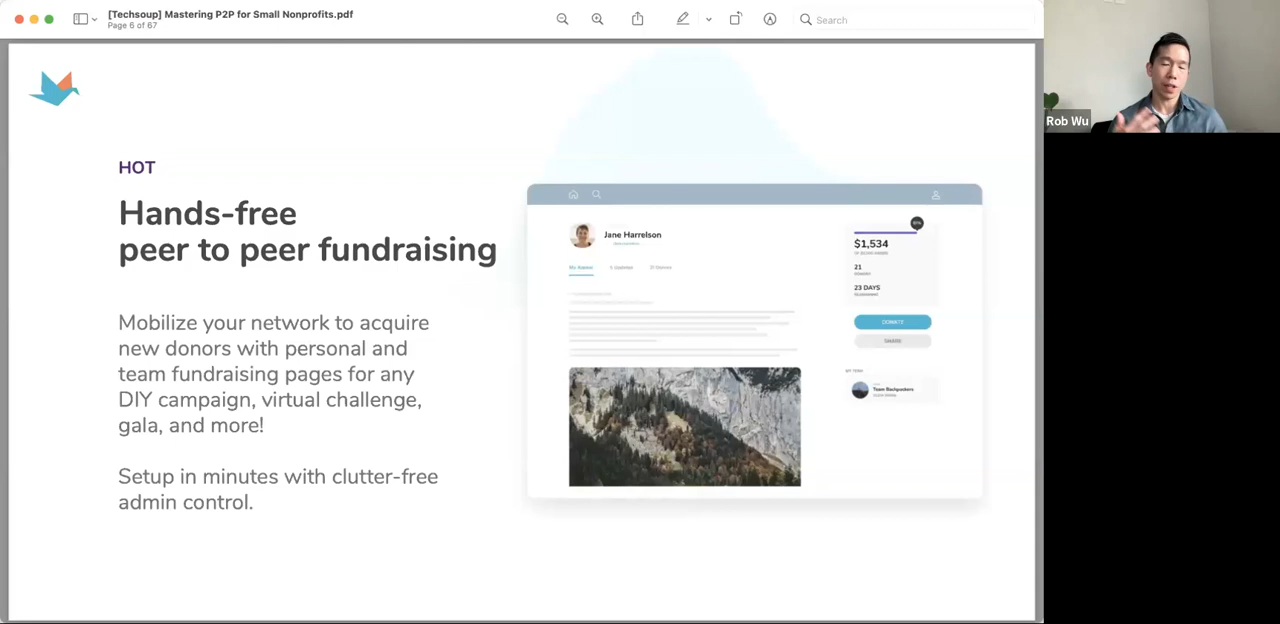 [Techsoup] Mastering P2P for Small Nonprofits.pdf
Page 6 of 67
Search
Rob Wu
HOT
Hands-free
peer to peer fundraising
Mobilize your network to acquire
new donors with personal and
team fundraising pages for any
DIY campaign, virtual challenge,
gala, and more!
Setup in minutes with clutter-free
admin control.
Jane Harrelson
$1,534
21
23 DAYS
DONATE
SHARE
MY TEAM
Team Backpackers